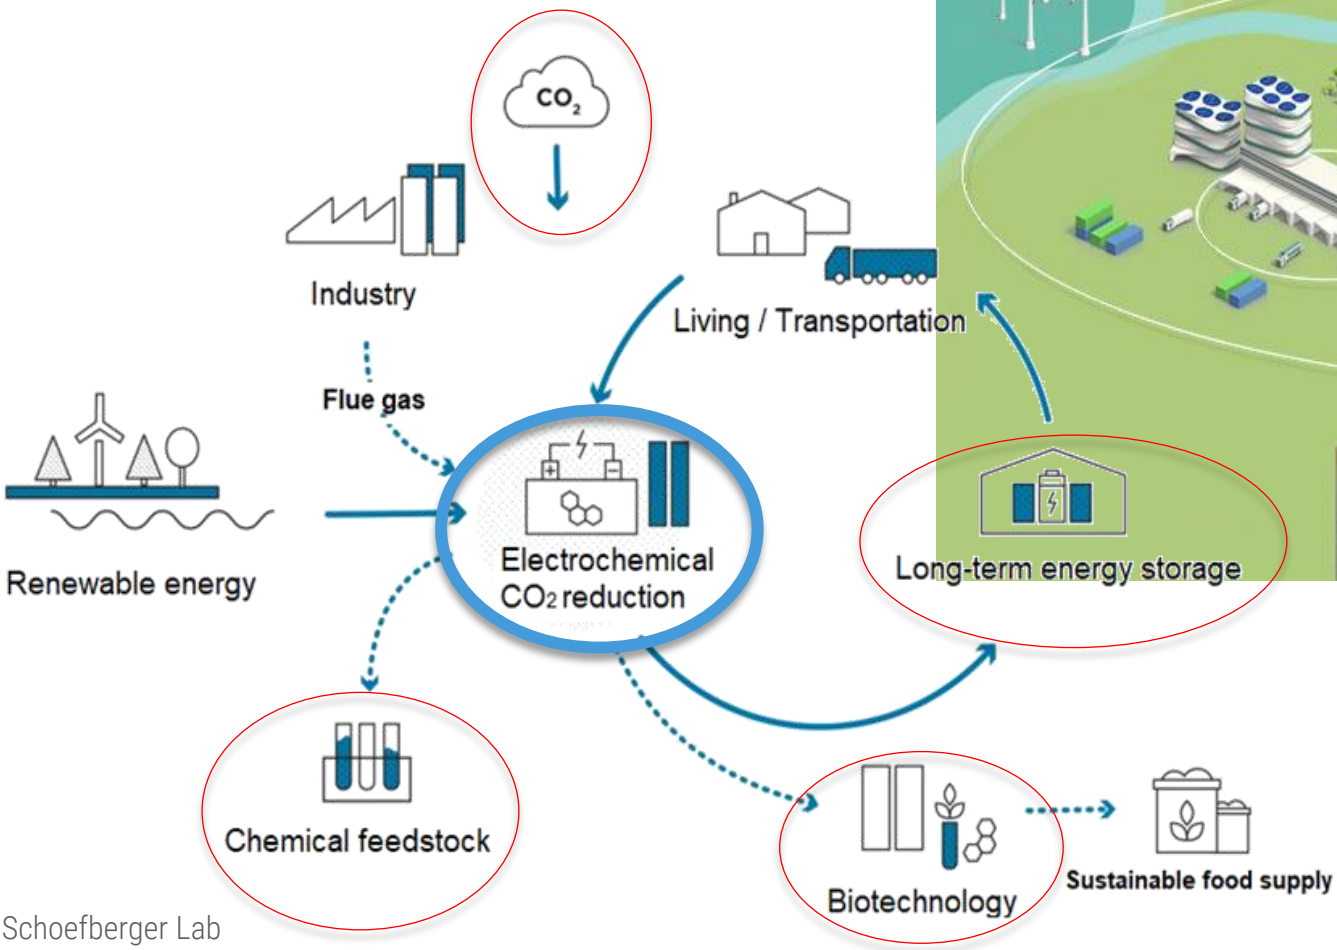 CO₂
Industry
Living / Transportation
Flue gas
Renewable energy
+
−
Electrochemical
CO₂ reduction
Long-term energy storage
Chemical feedstock
Biotechnology
Sustainable food supply
Schoefberger Lab